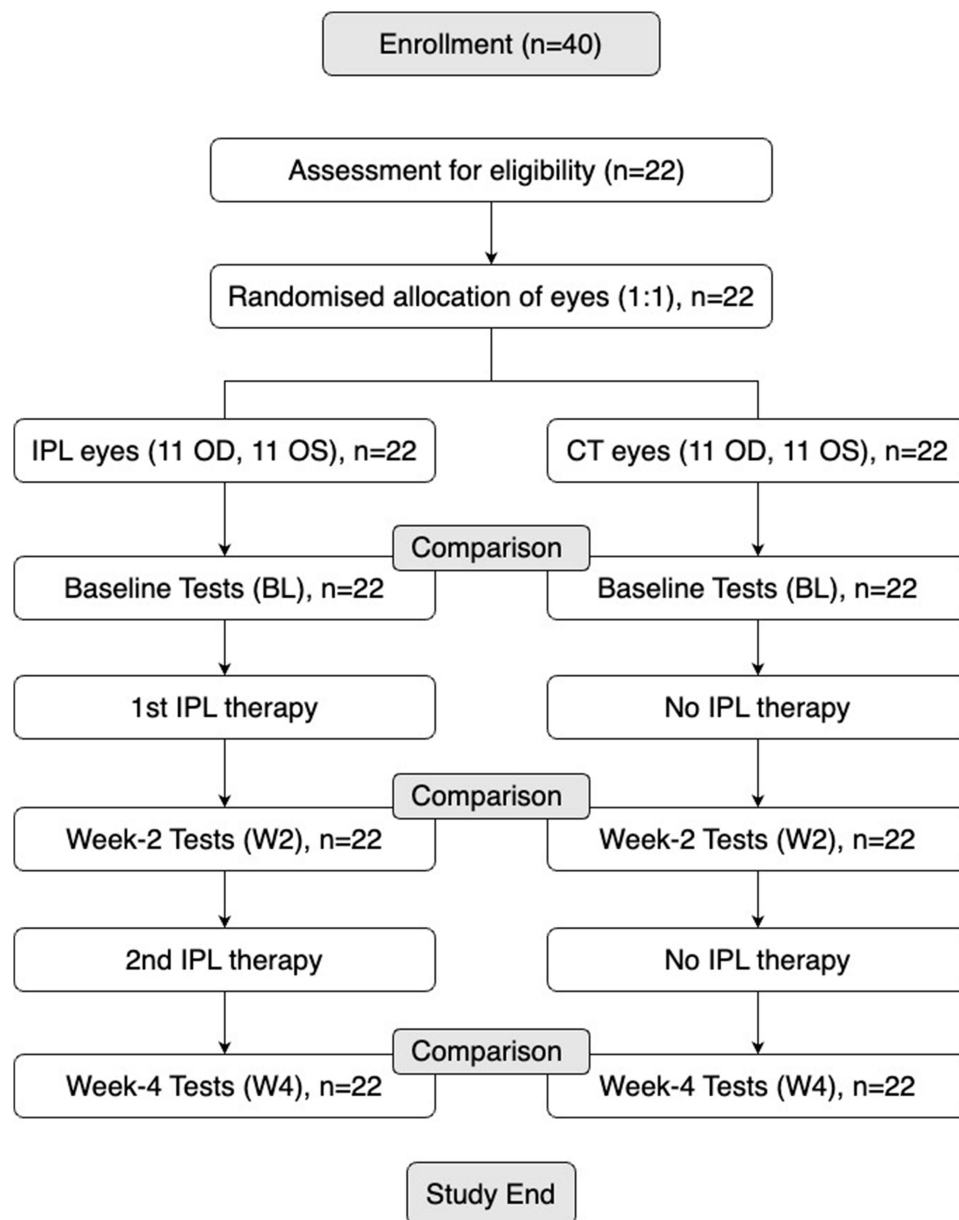 Enrollment (n=40)
Assessment for eligibility (n=22)
Randomised allocation of eyes (1:1), n=22
IPL eyes (11 OD, 11 OS), n=22
CT eyes (11 OD, 11 OS), n=22
Comparison
Baseline Tests (BL), n=22
Baseline Tests (BL), n=22
1st IPL therapy
No IPL therapy
Comparison
Week-2 Tests (W2), n=22
Week-2 Tests (W2), n=22
2nd IPL therapy
No IPL therapy
Comparison
Week-4 Tests (W4), n=22
Week-4 Tests (W4), n=22
Study End